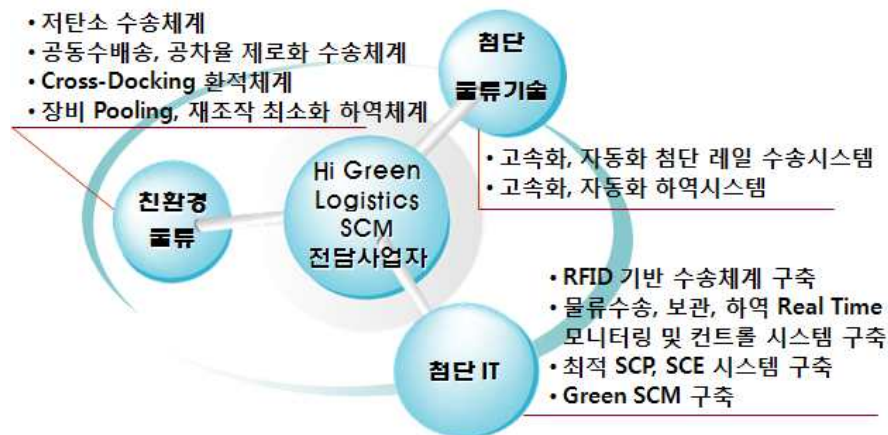 • 저탄소 수송체계
• 공동수배송, 공차율 제로화 수송체계
• Cross-Docking 환적체계
• 장비 Pooling, 재조작 최소화 하역체계
첨단
물류기술
• 고속화, 자동화 첨단 레일 수송시스템
• 고속화, 자동화 하역시스템
친환경
물류
Hi Green
Logistics
SCM
전담사업자
첨단 IT
• RFID 기반 수송체계 구축
• 물류수송, 보관, 하역 Real Time
모니터링 및 컨트롤 시스템 구축
• 최적 SCP, SCE 시스템 구축
• Green SCM 구축